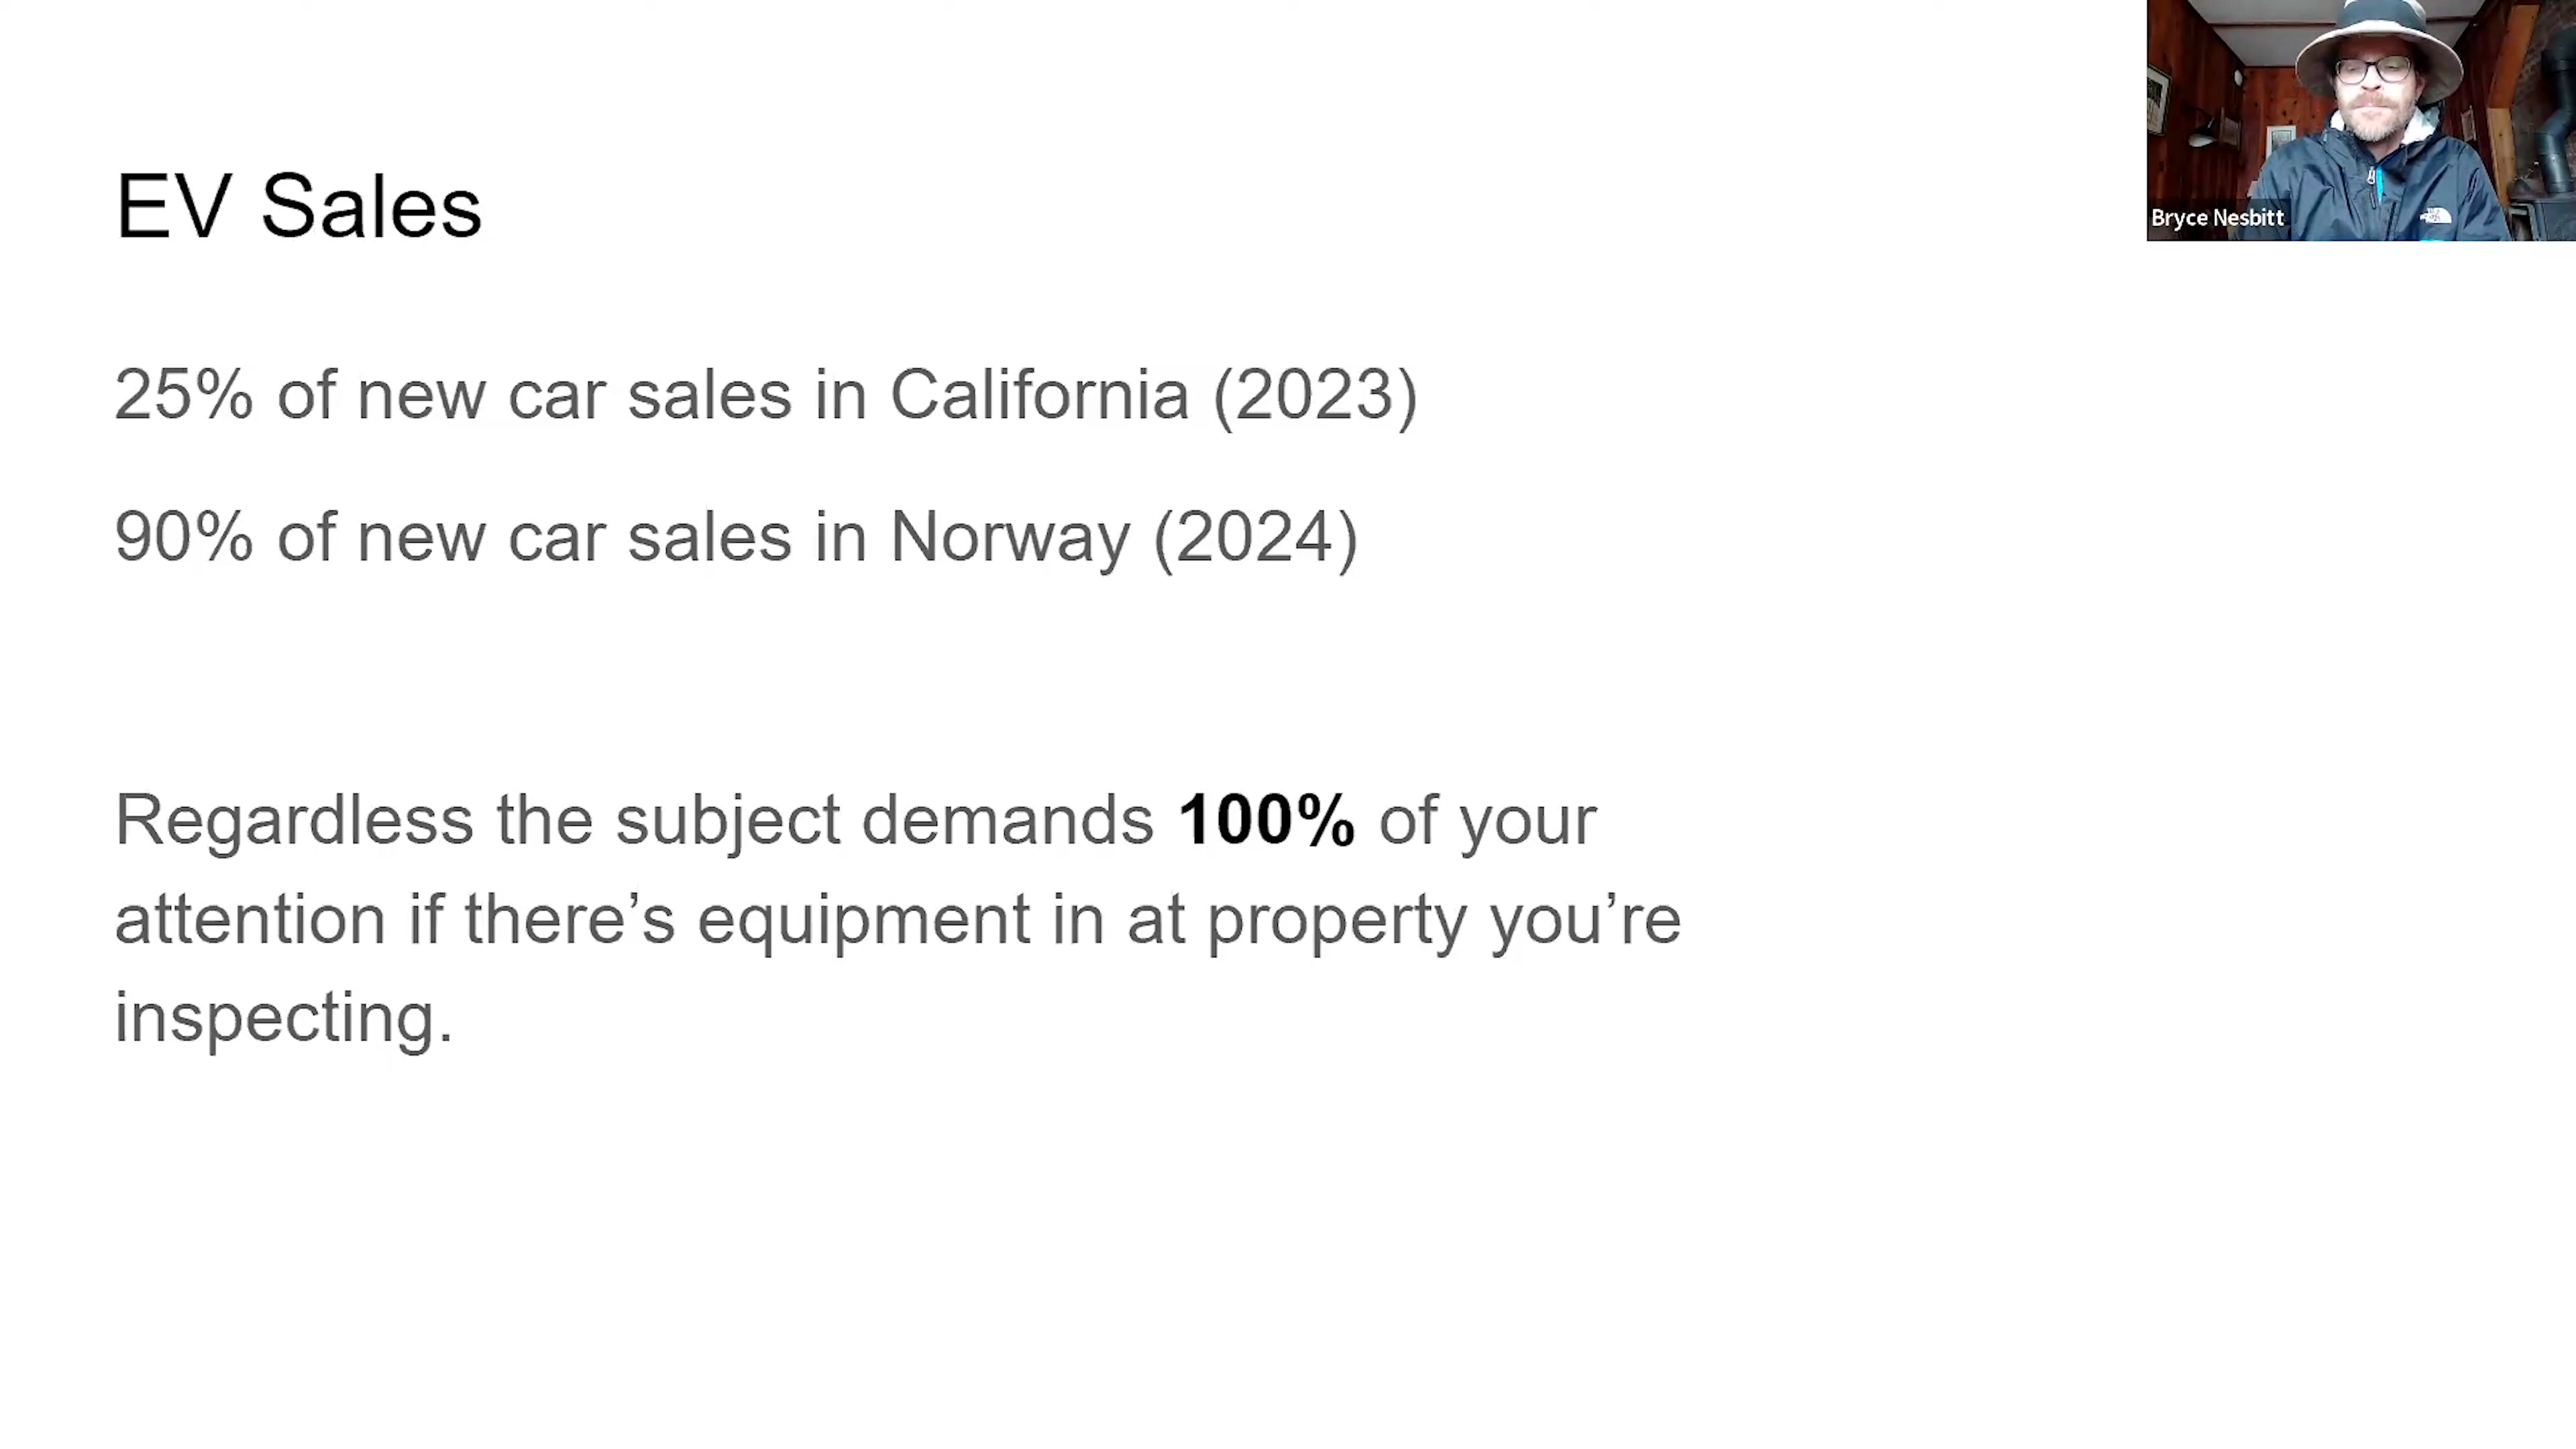 EV Sales
25% of new car sales in California (2023)
90% of new car sales in Norway (2024)
Regardless the subject demands 100% of your
attention if there’s equipment in at property you’re
inspecting.
Bryce Nesbitt